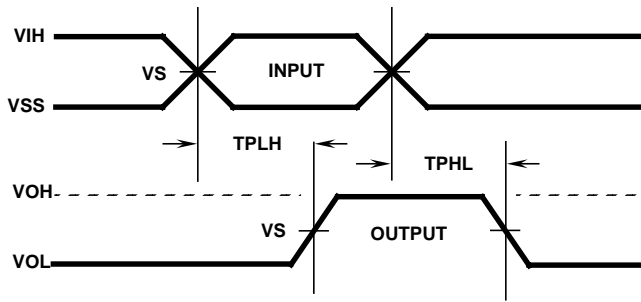 VIH
VS INPUT
VSS
TPLH
TPHL
VOH
VS OUTPUT
VOL